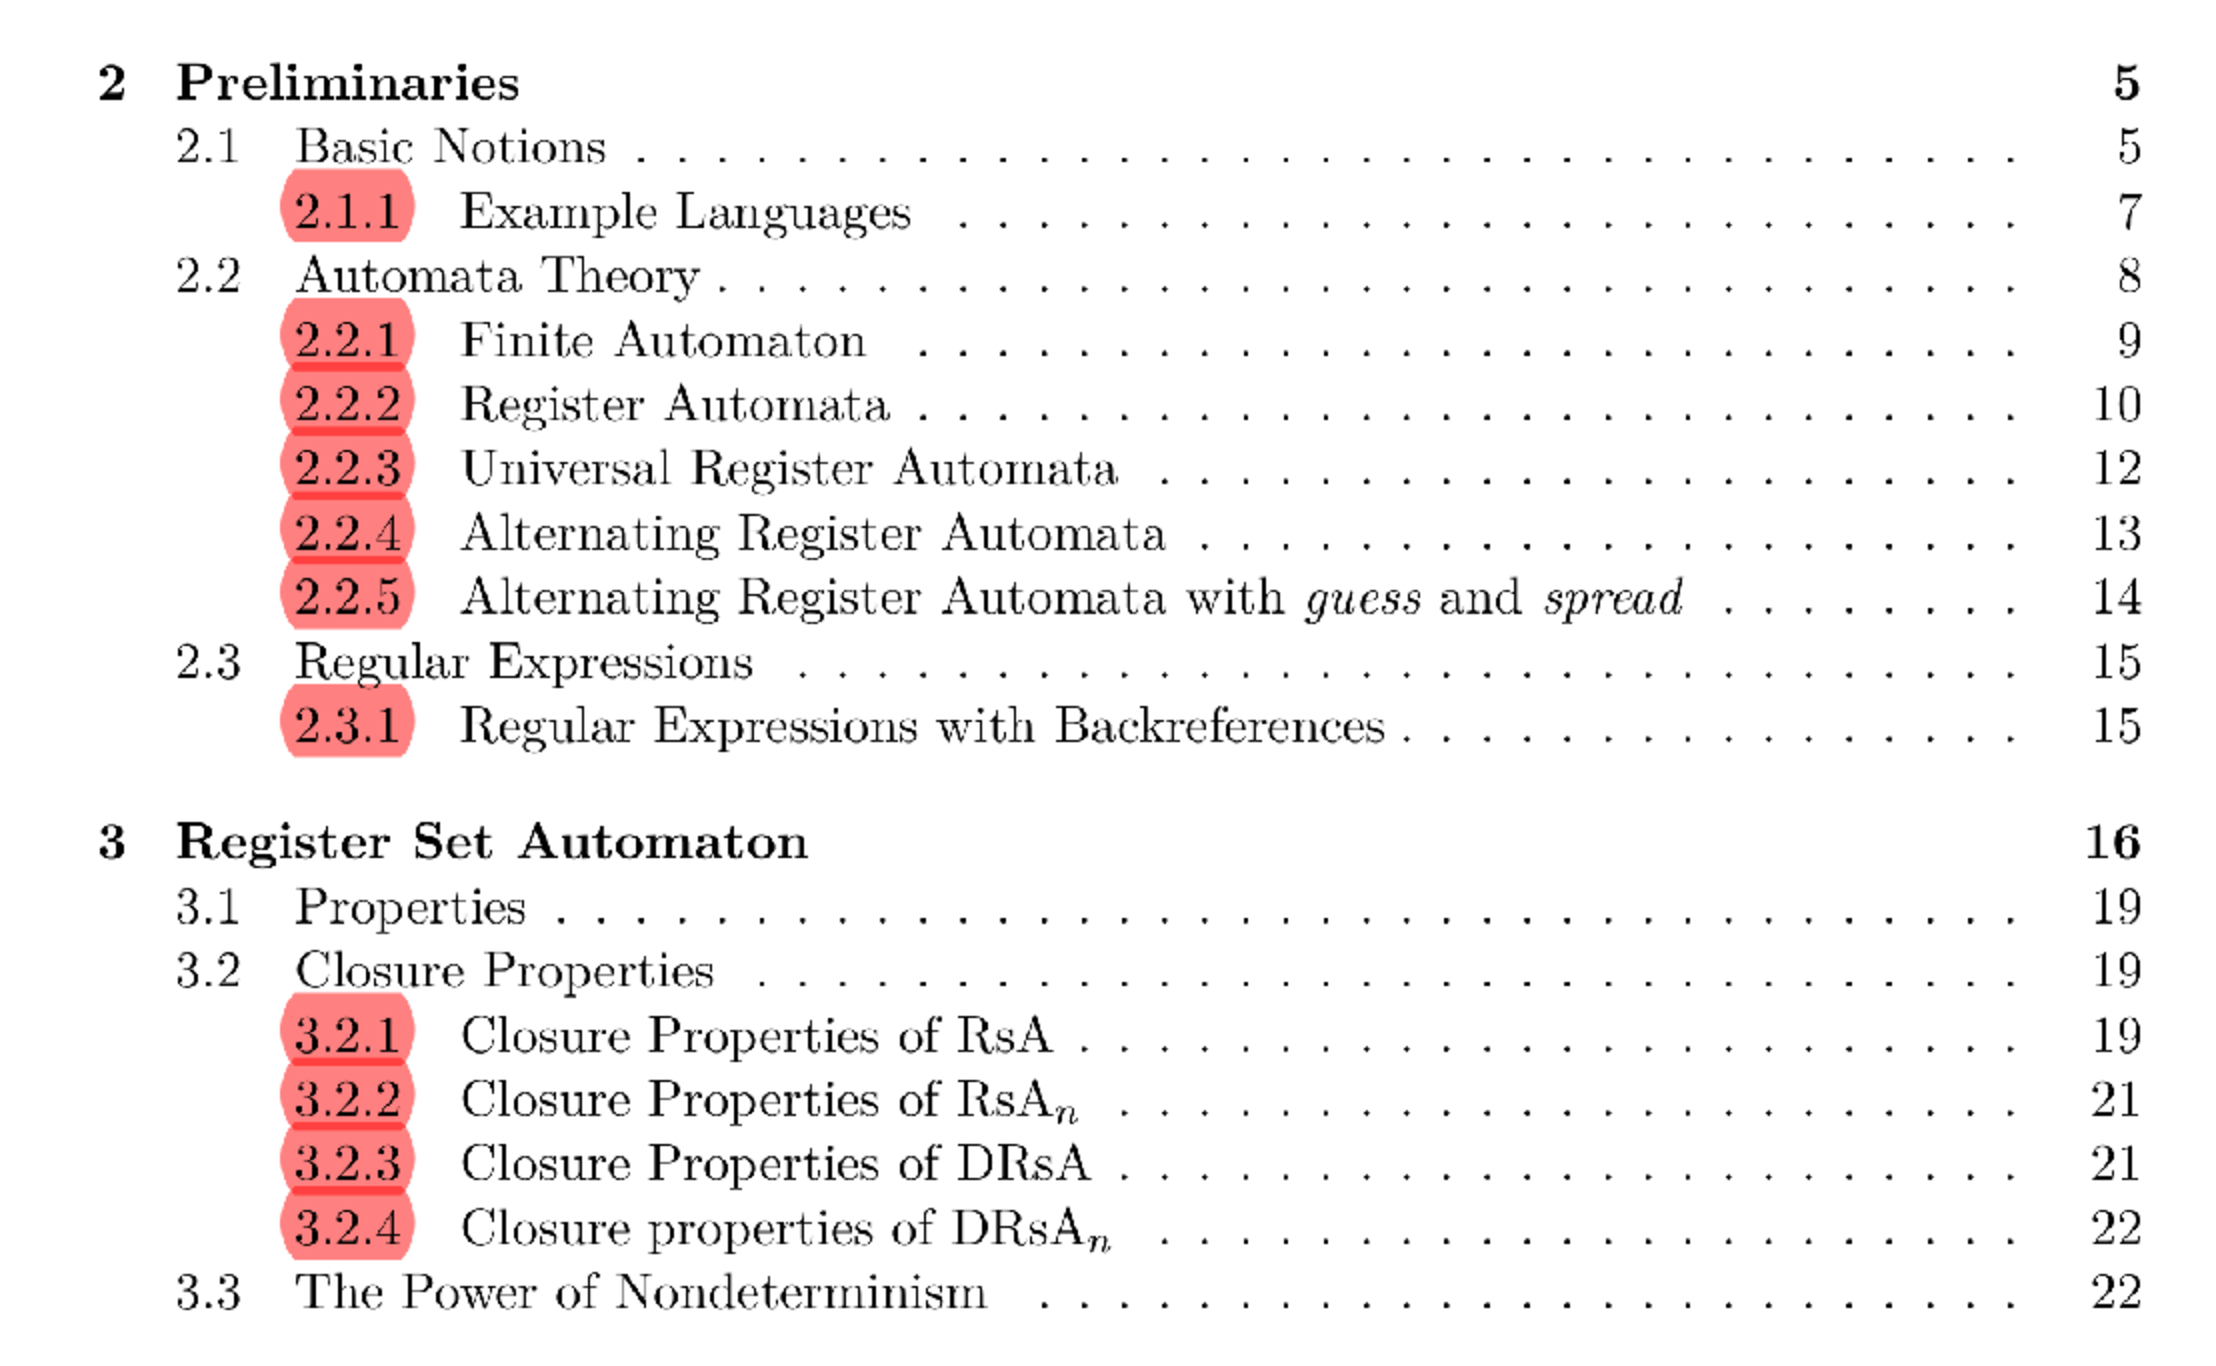 2 Preliminaries 5
2.1 Basic Notions . . . . . . . . . . . . . . . . . . . . . . . . . . . . . . . . . . . 5
2.1.1 Example Languages . . . . . . . . . . . . . . . . . . . . . . . . . . . 7
2.2 Automata Theory . . . . . . . . . . . . . . . . . . . . . . . . . . . . . . . . . 8
2.2.1 Finite Automaton . . . . . . . . . . . . . . . . . . . . . . . . . . . . 9
2.2.2 Register Automata . . . . . . . . . . . . . . . . . . . . . . . . . . . . 10
2.2.3 Universal Register Automata . . . . . . . . . . . . . . . . . . . . . . 12
2.2.4 Alternating Register Automata . . . . . . . . . . . . . . . . . . . . . 13
2.2.5 Alternating Register Automata with guess and spread . . . . . . . . 14
2.3 Regular Expressions . . . . . . . . . . . . . . . . . . . . . . . . . . . . . . . 15
2.3.1 Regular Expressions with Backreferences . . . . . . . . . . . . . . . . 15
3 Register Set Automaton 16
3.1 Properties . . . . . . . . . . . . . . . . . . . . . . . . . . . . . . . . . . . . . 19
3.2 Closure Properties . . . . . . . . . . . . . . . . . . . . . . . . . . . . . . . . 19
3.2.1 Closure Properties of RsA . . . . . . . . . . . . . . . . . . . . . . . . 19
3.2.2 Closure Properties of RsAₙ . . . . . . . . . . . . . . . . . . . . . . . 21
3.2.3 Closure Properties of DRsA . . . . . . . . . . . . . . . . . . . . . . . 21
3.2.4 Closure properties of DRsAₙ . . . . . . . . . . . . . . . . . . . . . . 22
3.3 The Power of Nondeterminism . . . . . . . . . . . . . . . . . . . . . . . . . 22